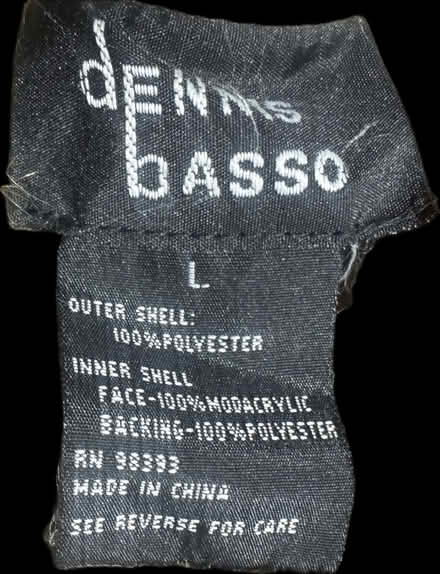 dENNIS
bASSO
L
OUTER SHELL:
100%POLYESTER
INNER SHELL
FACE-100%MODACRYLIC
BACKING-100%POLYESTER
RN 98393
MADE IN CHINA
SEE REVERSE FOR CARE